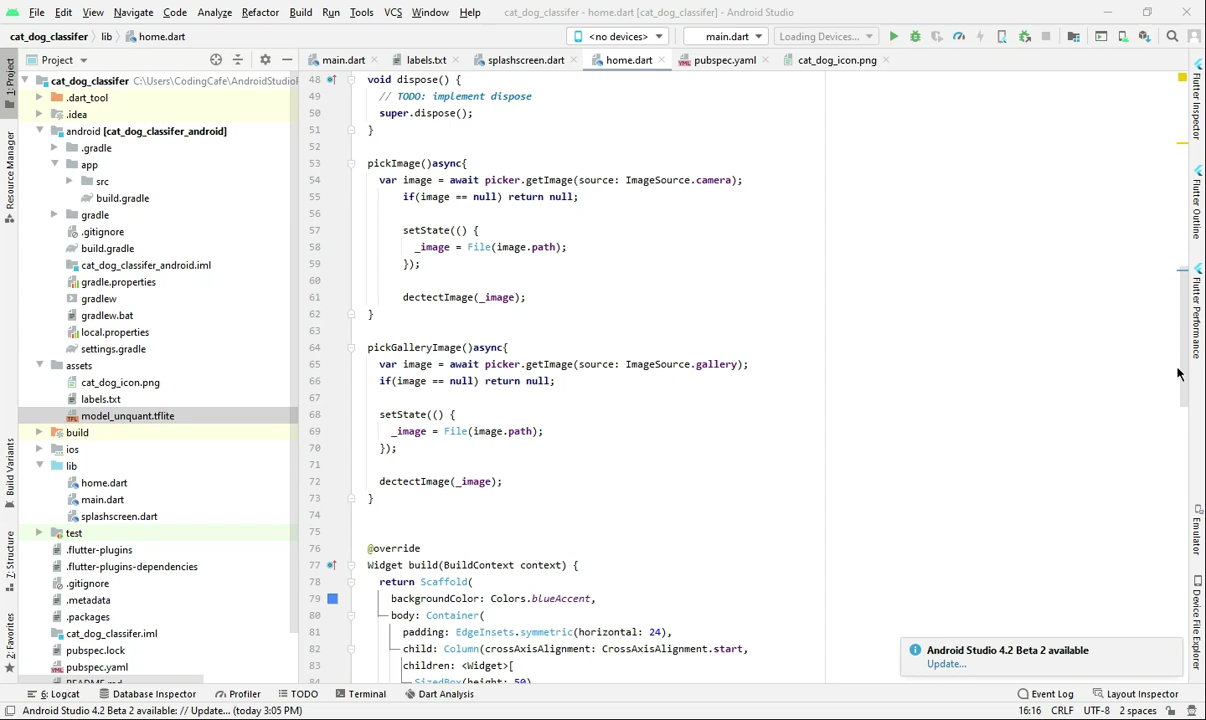 File Edit View Navigate Code Analyze Refactor Build Run Tools VCS Window Help cat_dog_classifer - home.dart [cat_dog_classifer] - Android Studio
cat_dog_classifer lib home.dart <no devices> main.dart Loading Devices...
1: Project
Resource Manager
Build Variants
7: Structure
2: Favorites
Project
cat_dog_classifer C:\Users\CodingCafe\AndroidStudio
.dart_tool
.idea
android [cat_dog_classifer_android]
.gradle
app
src
build.gradle
gradle
.gitignore
build.gradle
cat_dog_classifer_android.iml
gradle.properties
gradlew
gradlew.bat
local.properties
settings.gradle
assets
cat_dog_icon.png
labels.txt
model_unquant.tflite
build
ios
lib
home.dart
main.dart
splashscreen.dart
test
.flutter-plugins
.flutter-plugins-dependencies
.gitignore
.metadata
.packages
cat_dog_classifer.iml
pubspec.lock
pubspec.yaml
README.md
main.dart labels.txt splashscreen.dart home.dart pubspec.yaml cat_dog_icon.png
48 void dispose() {
49 // TODO: implement dispose
50 super.dispose();
51 }
52
53 pickImage()async{
54 var image = await picker.getImage(source: ImageSource.camera);
55 if(image == null) return null;
56
57 setState(() {
58 _image = File(image.path);
59 });
60
61 dectectImage(_image);
62 }
63
64 pickGalleryImage()async{
65 var image = await picker.getImage(source: ImageSource.gallery);
66 if(image == null) return null;
67
68 setState(() {
69 _image = File(image.path);
70 });
71
72 dectectImage(_image);
73 }
74
75
76 @override
77 Widget build(BuildContext context) {
78 return Scaffold(
79 backgroundColor: Colors.blueAccent,
80 body: Container(
81 padding: EdgeInsets.symmetric(horizontal: 24),
82 child: Column(crossAxisAlignment: CrossAxisAlignment.start,
83 children: <Widget>[
84 SizedBox(height: 50)
Android Studio 4.2 Beta 2 available
Update...
Flutter Inspector
Flutter Outline
Flutter Performance
Emulator
Device File Explorer
6: Logcat Database Inspector Profiler TODO Terminal Dart Analysis Event Log Layout Inspector
Android Studio 4.2 Beta 2 available: // Update... (today 3:05 PM) 16:16 CRLF UTF-8 2 spaces